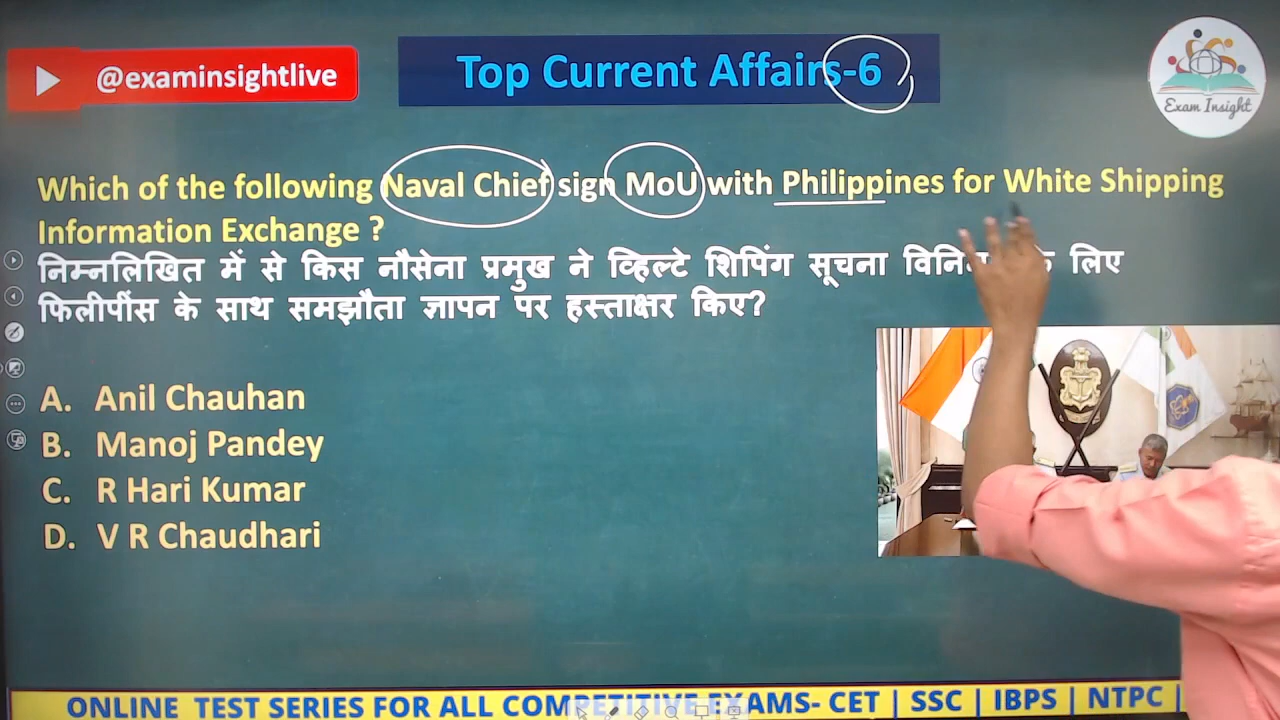 @examinsightlive
Top Current Affairs-6
Exam Insight
Which of the following Naval Chief sign MoU with Philippines for White Shipping
Information Exchange ?
निम्नलिखित में से किस नौसेना प्रमुख ने व्हिल्टे शिपिंग सूचना लिए
फिलीपींस के साथ समझौता ज्ञापन पर हस्ताक्षर किए?
A. Anil Chauhan
B. Manoj Pandey
C. R Hari Kumar
D. V R Chaudhari
ONLINE TEST SERIES FOR ALL COMPETITIVE EXAMS- CET | SSC | IBPS | NTPC |